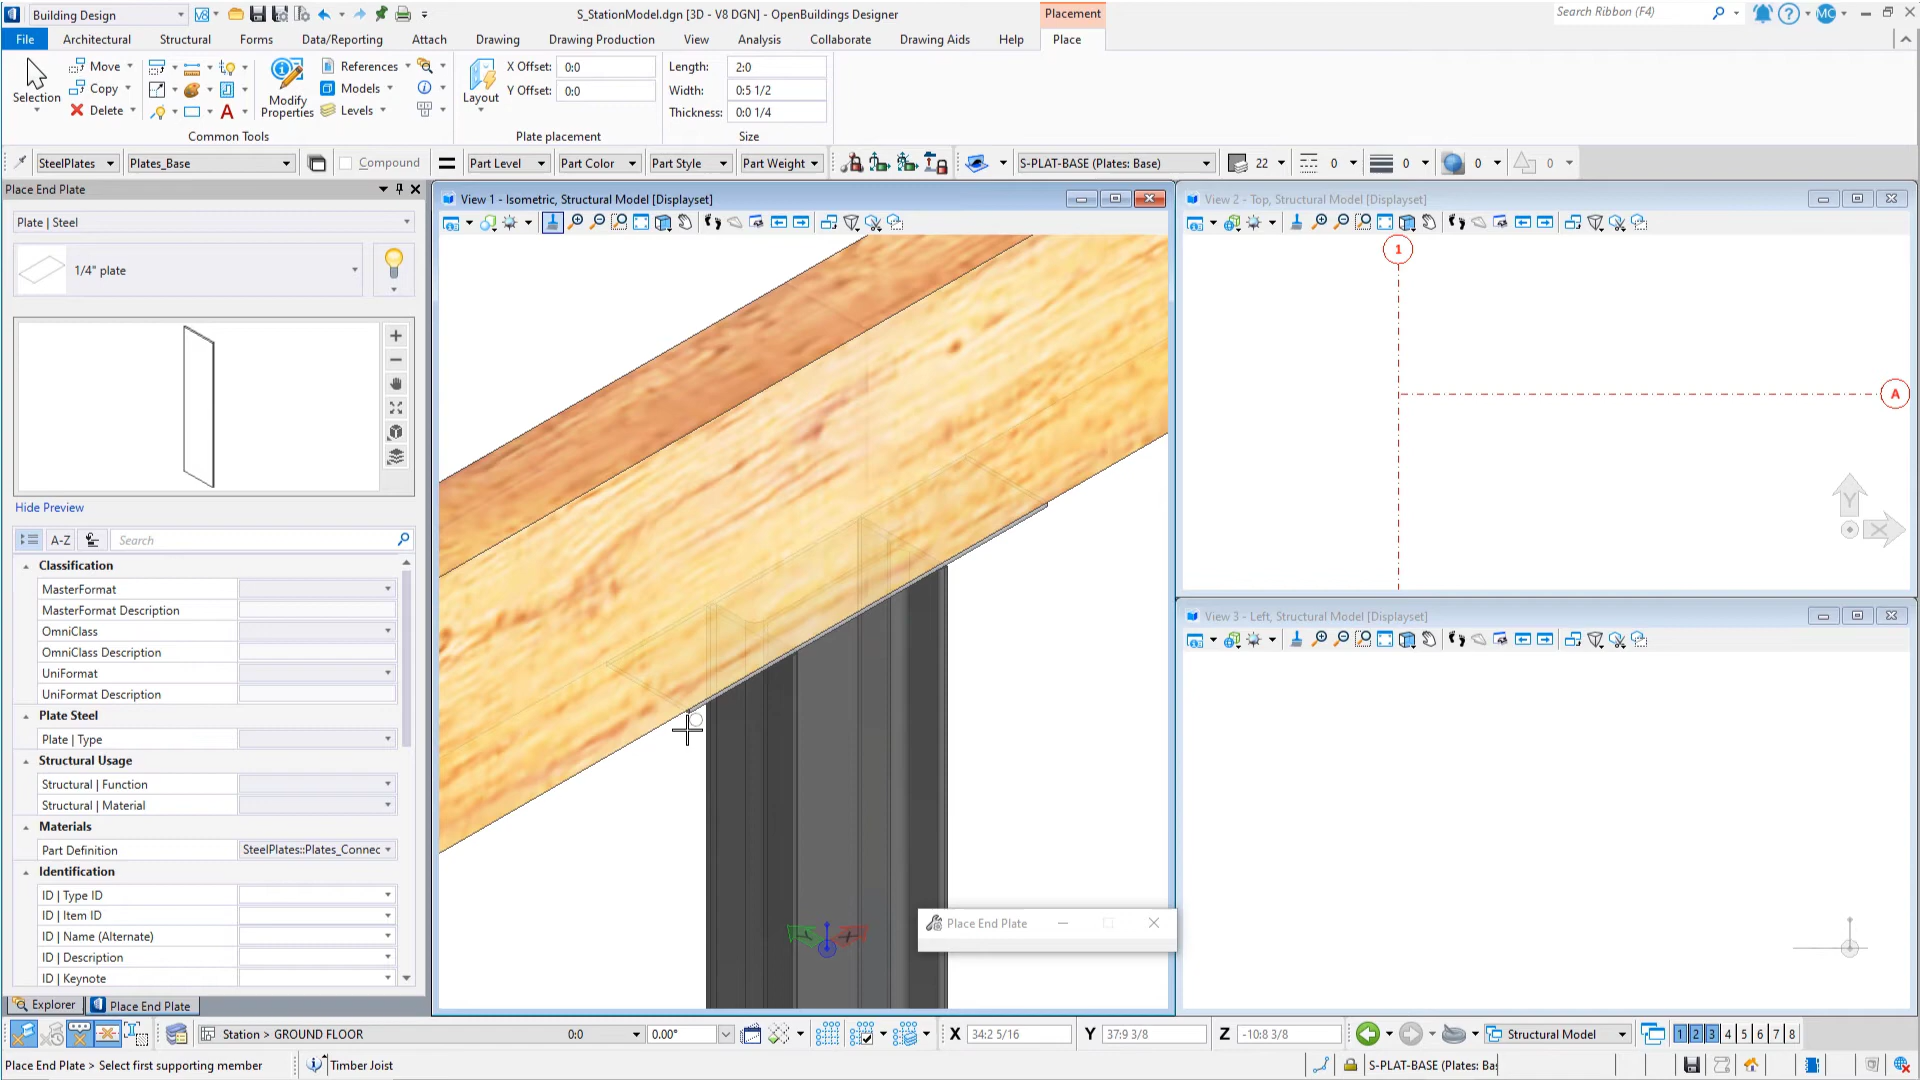 Building Design
S_StationModel.dgn [3D - V8 DGN] - OpenBuildings Designer
Placement
Search Ribbon (F4)
MC
File
Architectural
Structural
Forms
Data/Reporting
Attach
Drawing
Drawing Production
View
Analysis
Collaborate
Drawing Aids
Help
Place
Selection
Move
Copy
Delete
Modify
Properties
References
Models
Levels
Common Tools
Layout
X Offset: 0:0
Y Offset: 0:0
Plate placement
Length: 2:0
Width: 0:5 1/2
Thickness: 0:0 1/4
Size
SteelPlates
Plates_Base
Compound
Part Level
Part Color
Part Style
Part Weight
S-PLAT-BASE (Plates: Base)
22
0
0
0
0
Place End Plate
Plate | Steel
1/4" plate
Hide Preview
A-Z
Search
Classification
MasterFormat
MasterFormat Description
OmniClass
OmniClass Description
UniFormat
UniFormat Description
Plate Steel
Plate | Type
Structural Usage
Structural | Function
Structural | Material
Materials
Part Definition SteelPlates::Plates_Connec
Identification
ID | Type ID
ID | Item ID
ID | Name (Alternate)
ID | Description
ID | Keynote
Explorer
Place End Plate
View 1 - Isometric, Structural Model [Displayset]
Place End Plate
View 2 - Top, Structural Model [Displayset]
1
A
Y
X
View 3 - Left, Structural Model [Displayset]
Station > GROUND FLOOR 0:0
0.00°
X 34:2 5/16
Y 37:9 3/8
Z -10:8 3/8
Structural Model
1 2 3 4 5 6 7 8
Place End Plate > Select first supporting member
Timber Joist
S-PLAT-BASE (Plates: Bas